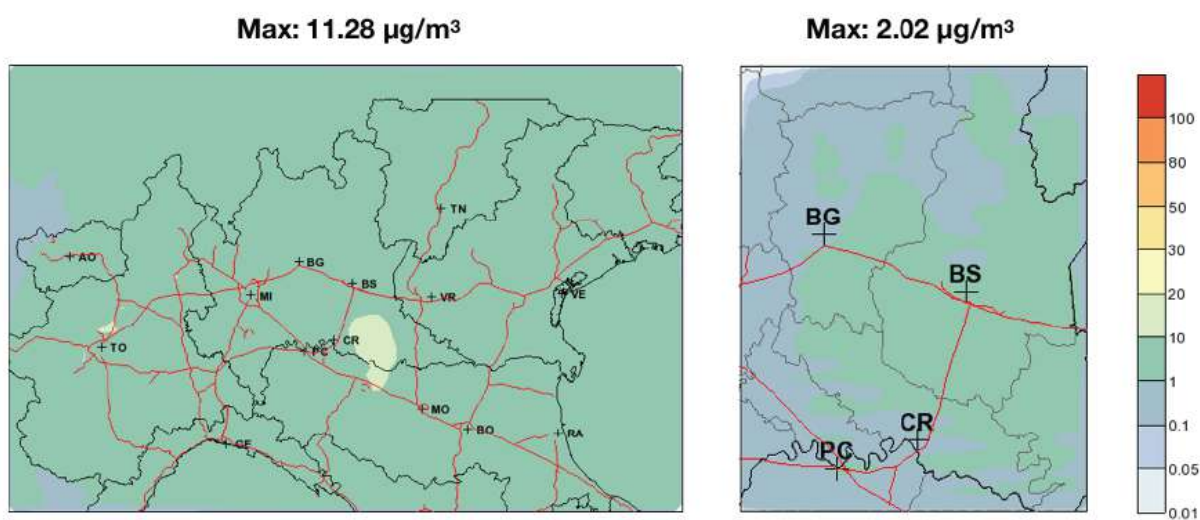 Max: 11.28 µg/m³
Max: 2.02 µg/m³
TN
AO
BG
BS
MI
VR
VE
TO
PC
CR
MO
BO
RA
GE
BG
BS
CR
PC
100
80
50
30
20
10
1
0.1
0.05
0.01